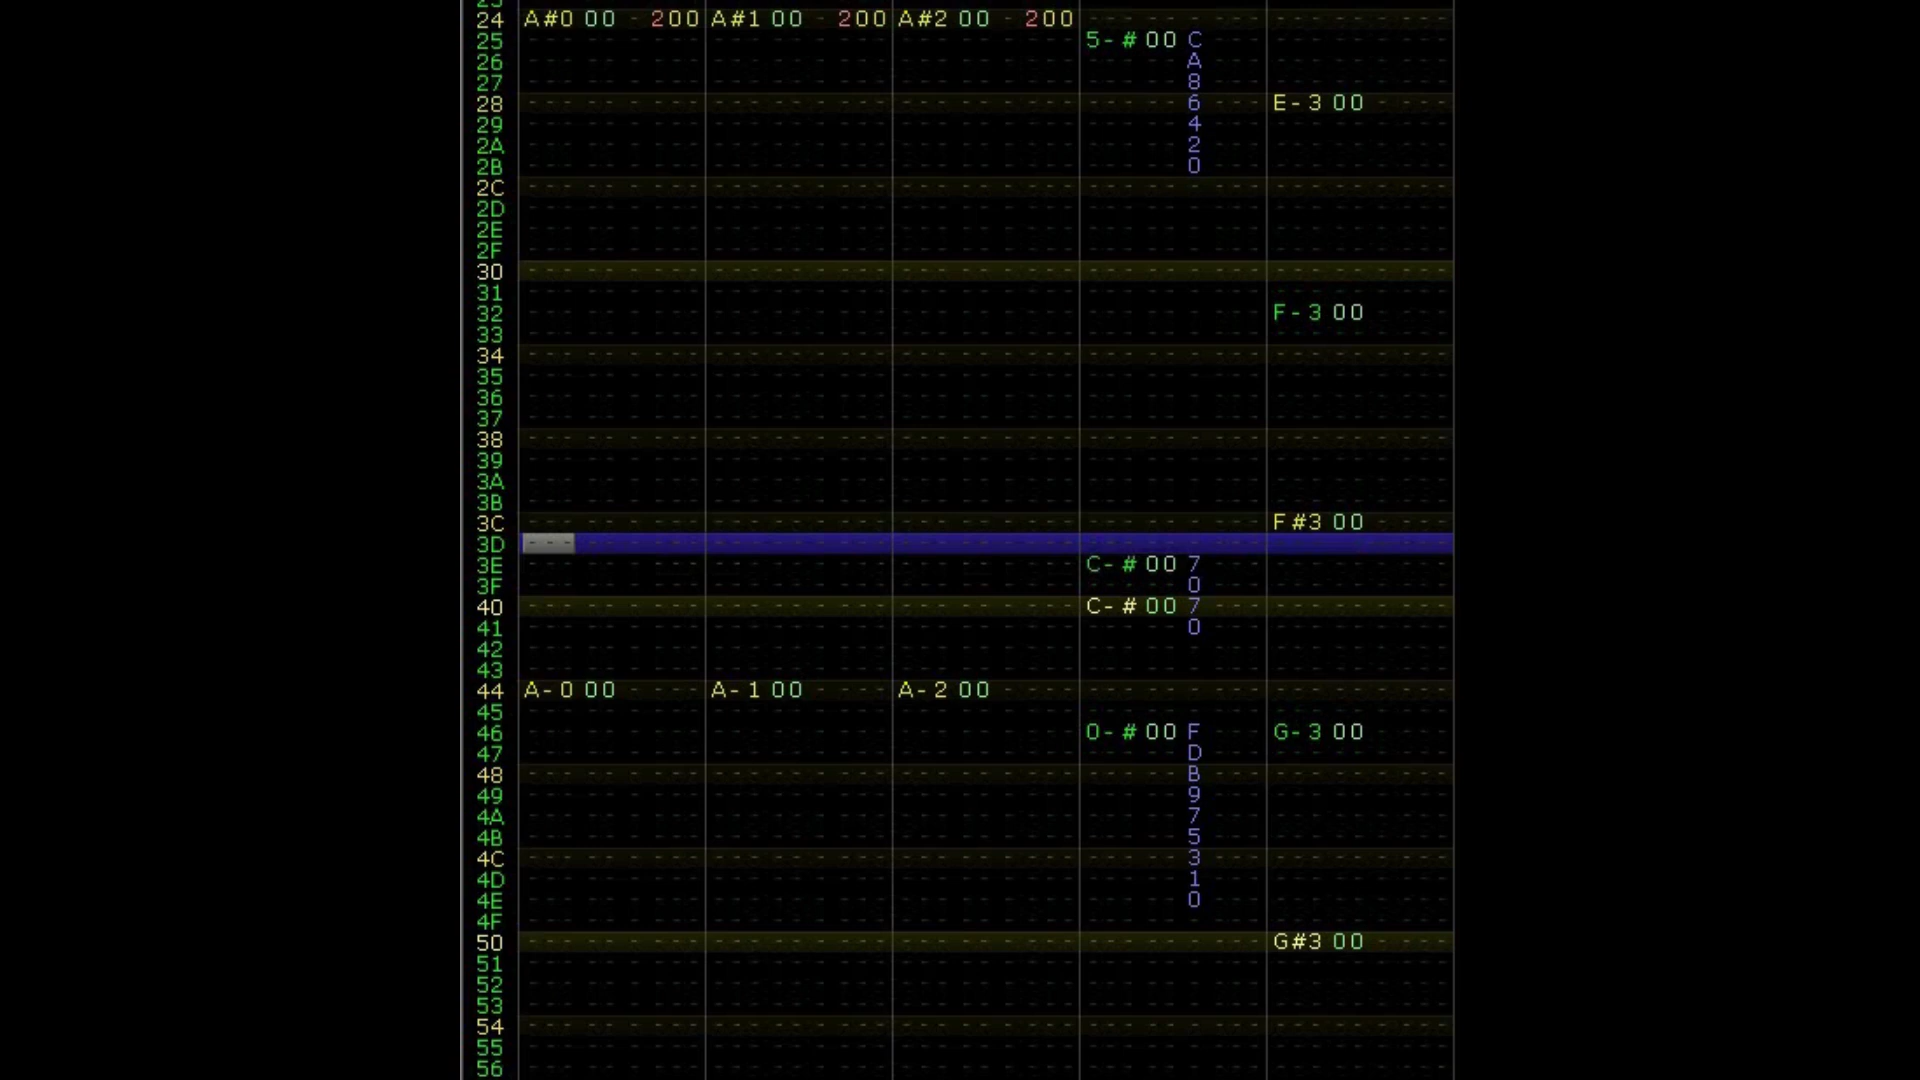 24 A#0 00 - 200 A#1 00 - 200 A#2 00 - 200
25 5-# 00 C
26 A
27 8
28 6 E-3 00
29 4
2A 2
2B 0
2C
2D
2E
2F
30
31
32 F-3 00
33
34
35
36
37
38
39
3A
3B
3C F#3 00
3D
3E C-# 00 7
3F 0
40 C-# 00 7
41 0
42
43
44 A-0 00 A-1 00 A-2 00
45
46 0-# 00 F G-3 00
47 D
48 B
49 9
4A 7
4B 5
4C 3
4D 1
4E 0
4F
50 G#3 00
51
52
53
54
55
56